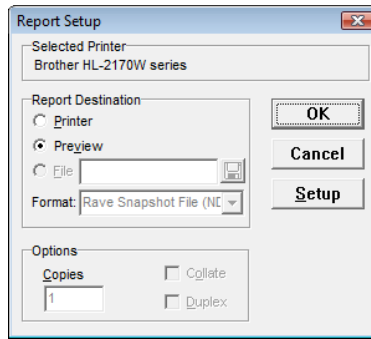 Report Setup
Selected Printer
Brother HL-2170W series
Report Destination
Printer
Preview
File
Format: Rave Snapshot File (ND
OK
Cancel
Setup
Options
Copies
1
Collate
Duplex